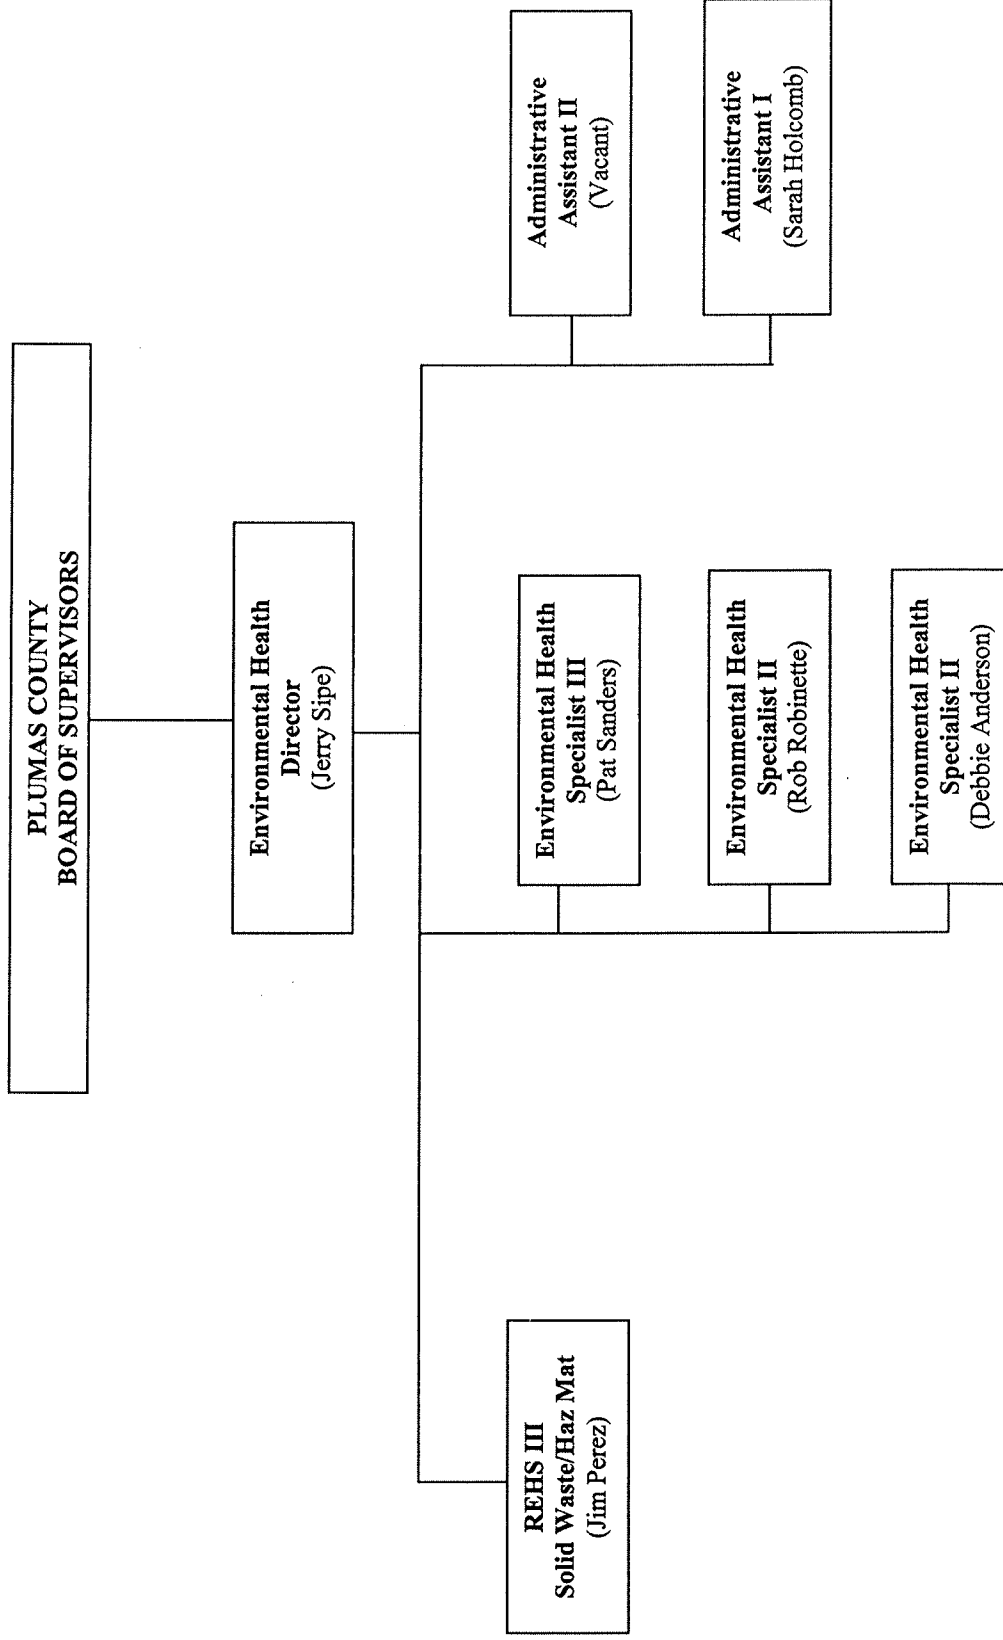 PLUMAS COUNTY
BOARD OF SUPERVISORS
Environmental Health
Director
(Jerry Sipe)
REHS III
Solid Waste/Haz Mat
(Jim Perez)
Environmental Health
Specialist III
(Pat Sanders)
Environmental Health
Specialist II
(Rob Robinette)
Environmental Health
Specialist II
(Debbie Anderson)
Administrative
Assistant II
(Vacant)
Administrative
Assistant I
(Sarah Holcomb)